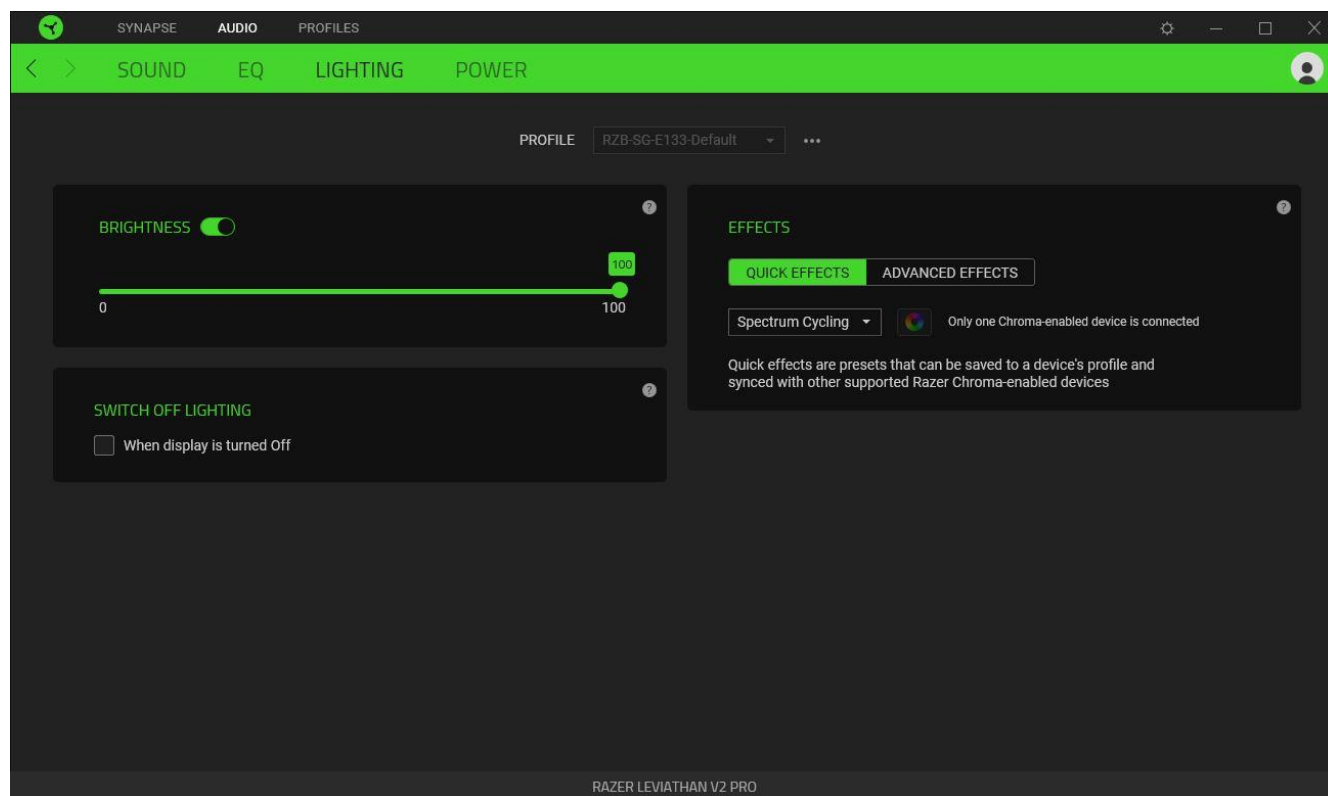 SYNAPSE AUDIO PROFILES
SOUND EQ LIGHTING POWER
PROFILE RZB-SG-E133-Default
BRIGHTNESS
100
0 100
SWITCH OFF LIGHTING
When display is turned Off
EFFECTS
QUICK EFFECTS ADVANCED EFFECTS
Spectrum Cycling Only one Chroma-enabled device is connected
Quick effects are presets that can be saved to a device's profile and
synced with other supported Razer Chroma-enabled devices
RAZER LEVIATHAN V2 PRO